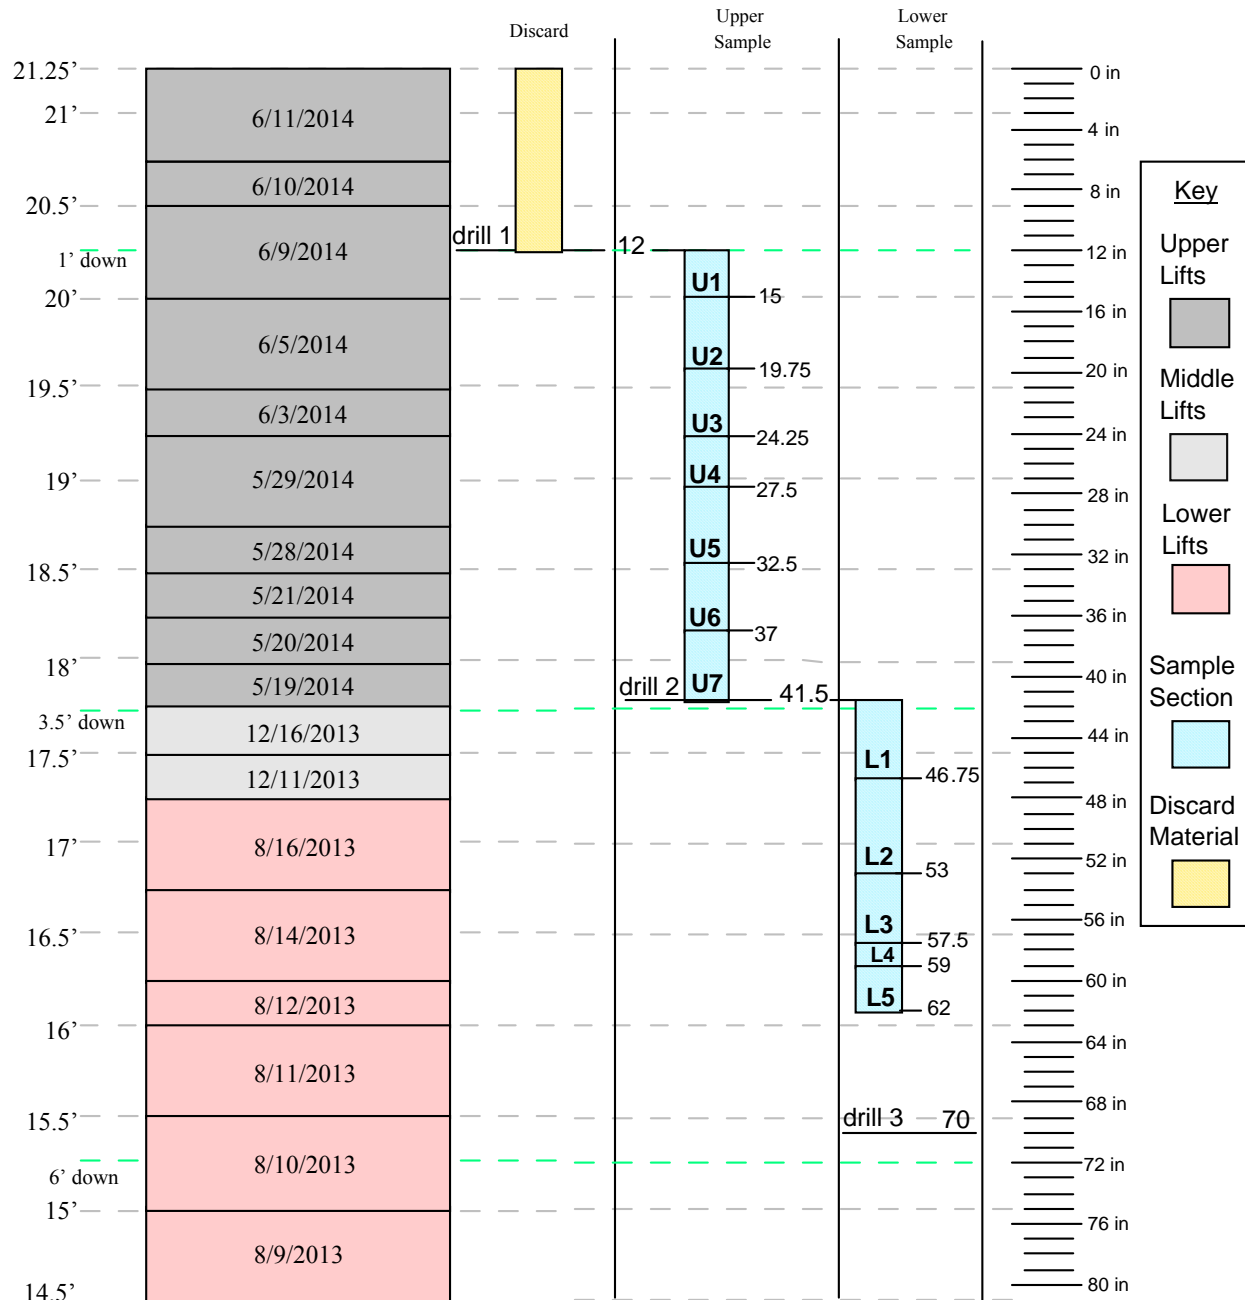 Discard
Upper
Sample
Lower
Sample
21.25’
21’
20.5’
1’ down
20’
19.5’
19’
18.5’
18’
3.5’ down
17.5’
17’
16.5’
16’
15.5’
6’ down
15’
14.5’
6/11/2014
6/10/2014
6/9/2014
6/5/2014
6/3/2014
5/29/2014
5/28/2014
5/21/2014
5/20/2014
5/19/2014
12/16/2013
12/11/2013
8/16/2013
8/14/2013
8/12/2013
8/11/2013
8/10/2013
8/9/2013
drill 1
12
U1
15
U2
19.75
U3
24.25
U4
27.5
U5
32.5
U6
37
U7
drill 2
41.5
L1
46.75
L2
53
L3
57.5
L4
59
L5
62
drill 3
70
0 in
4 in
8 in
12 in
16 in
20 in
24 in
28 in
32 in
36 in
40 in
44 in
48 in
52 in
56 in
60 in
64 in
68 in
72 in
76 in
80 in
Key
Upper
Lifts
Middle
Lifts
Lower
Lifts
Sample
Section
Discard
Material